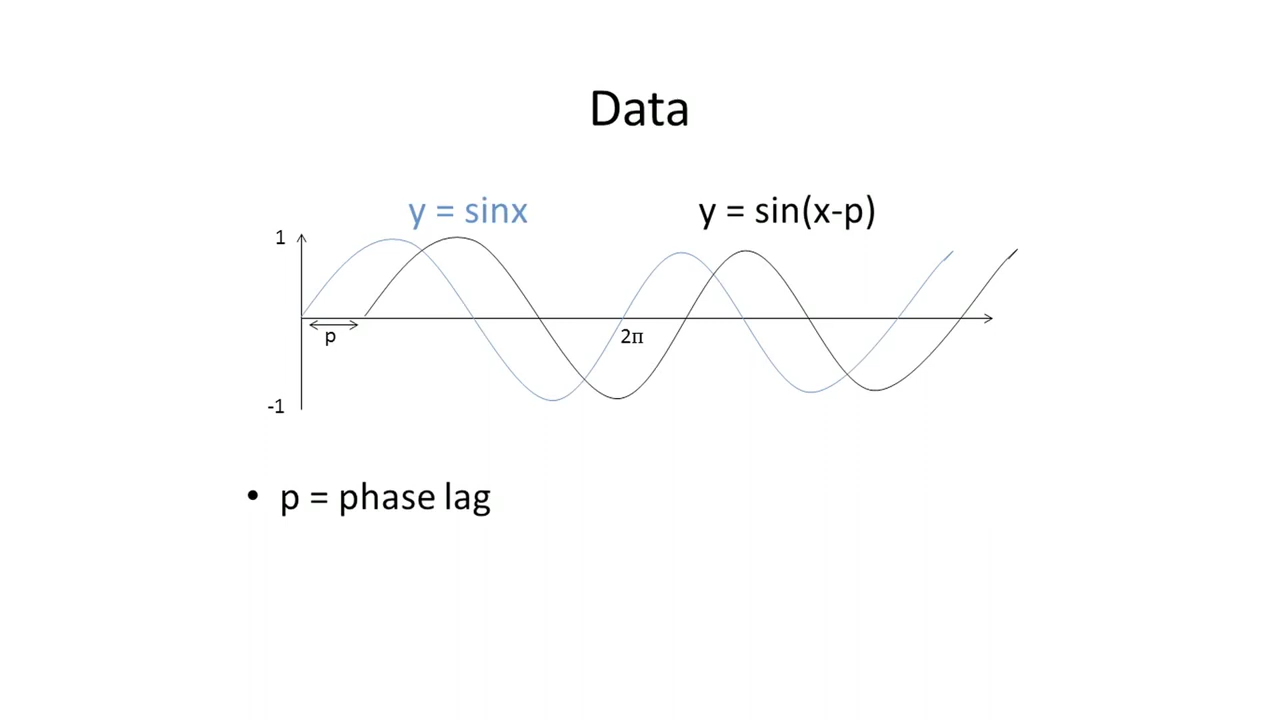 Data
y = sinx
y = sin(x-p)
1
p
2π
-1
• p = phase lag